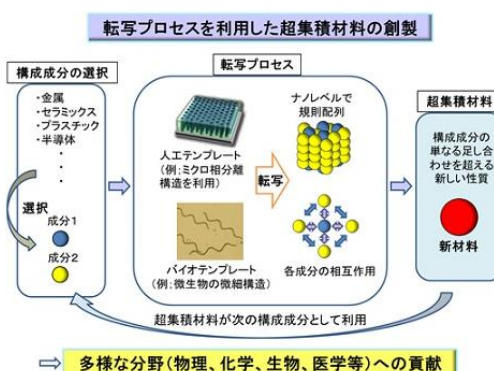 転写プロセスを利用した超集積材料の創製
構成成分の選択
・金属
・セラミックス
・プラスチック
・半導体
・
・
・
選択
成分1
成分2
転写プロセス
人工テンプレート
(例;ミクロ相分離
構造を利用)
バイオテンプレート
(例;微生物の微細構造)
転写
ナノレベルで
規則配列
各成分の相互作用
超集積材料
構成成分の
単なる足し合
わせを超える
新しい性質
新材料
超集積材料が次の構成成分として利用
多様な分野(物理、化学、生物、医学等)への貢献